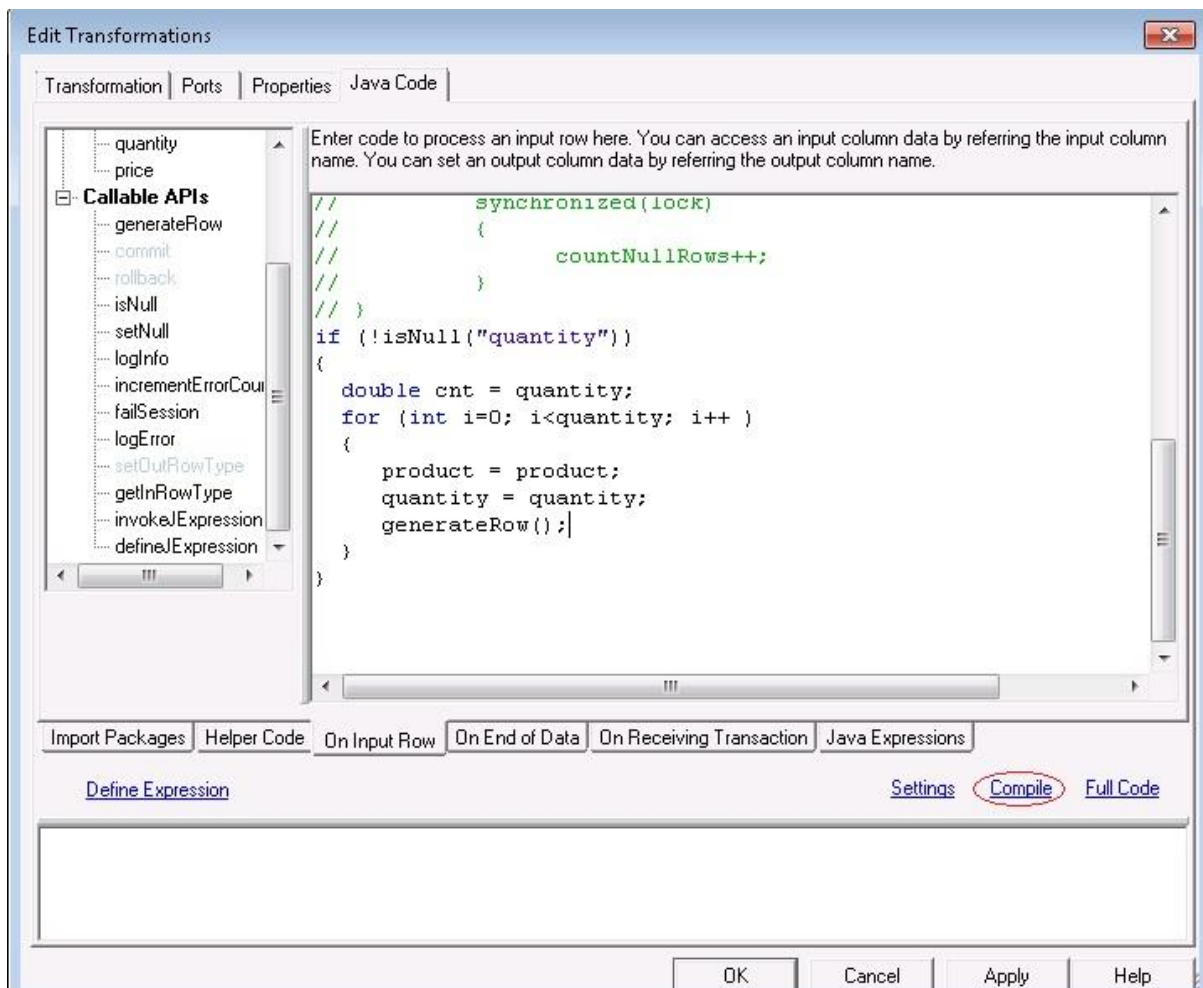 Edit Transformations
Transformation Ports Properties Java Code
quantity
price
Callable APIs
generateRow
commit
rollback
isNull
setNull
logInfo
incrementErrorCou
failSession
logError
setOutRowType
getInRowType
invokeJExpression
defineJExpression
Enter code to process an input row here. You can access an input column data by referring the input column
name. You can set an output column data by referring the output column name.
// synchronized(lock)
// {
// countNullRows++;
// }
// }
if (!isNull("quantity"))
{
double cnt = quantity;
for (int i=0; i<quantity; i++ )
{
product = product;
quantity = quantity;
generateRow();
}
}
Import Packages Helper Code On Input Row On End of Data On Receiving Transaction Java Expressions
Define Expression Settings Compile Full Code
OK Cancel Apply Help